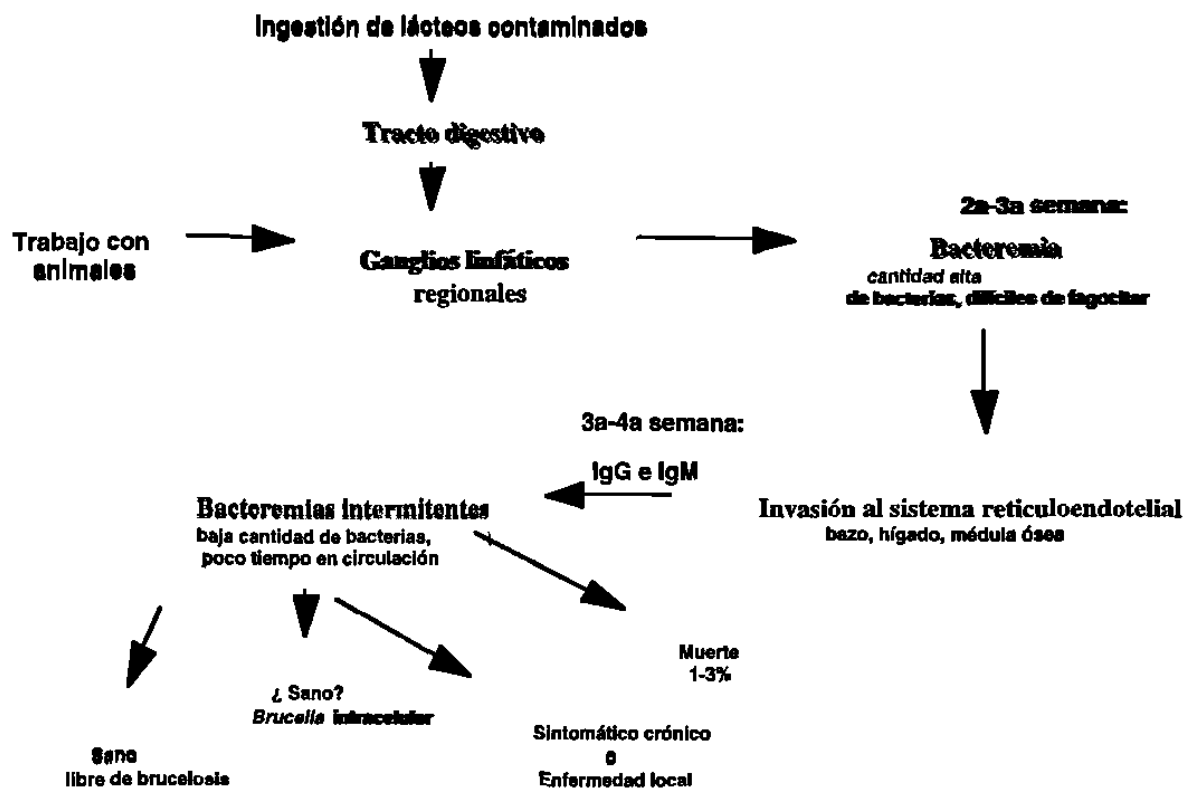 Ingestión de lácteos contaminados
Tracto digestivo
Trabajo con
animales
Ganglios linfáticos
regionales
2a-3a semana:
Bacteremia
cantidad alta
de bacterias, difíciles de fagocitar
3a-4a semana:
IgG e IgM
Bacteremias intermitentes
baja cantidad de bacterias,
poco tiempo en circulación
Invasión al sistema reticuloendotelial
bazo, hígado, médula ósea
Muerte
1-3%
¿ Sano?
Brucella intracelular
Sintomático crónico
o
Enfermedad local
Sano
libre de brucelosis